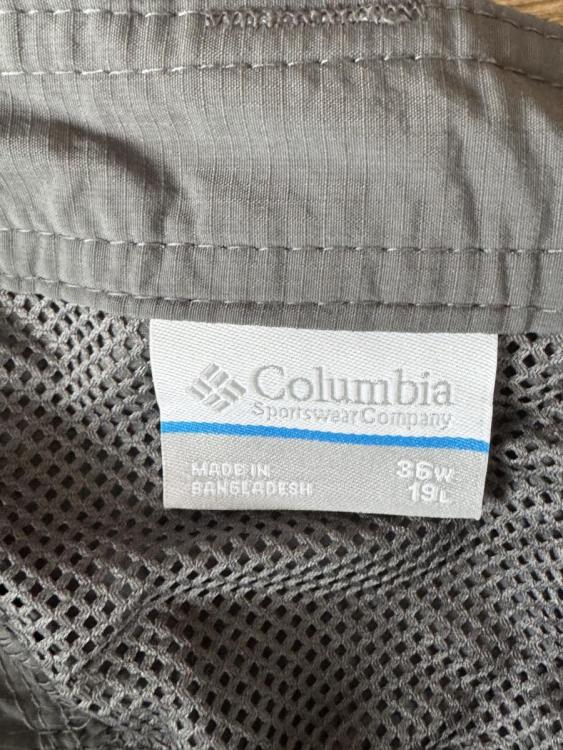 Columbia
Sportswear Company
MADE IN
BANGLADESH
36W
19L